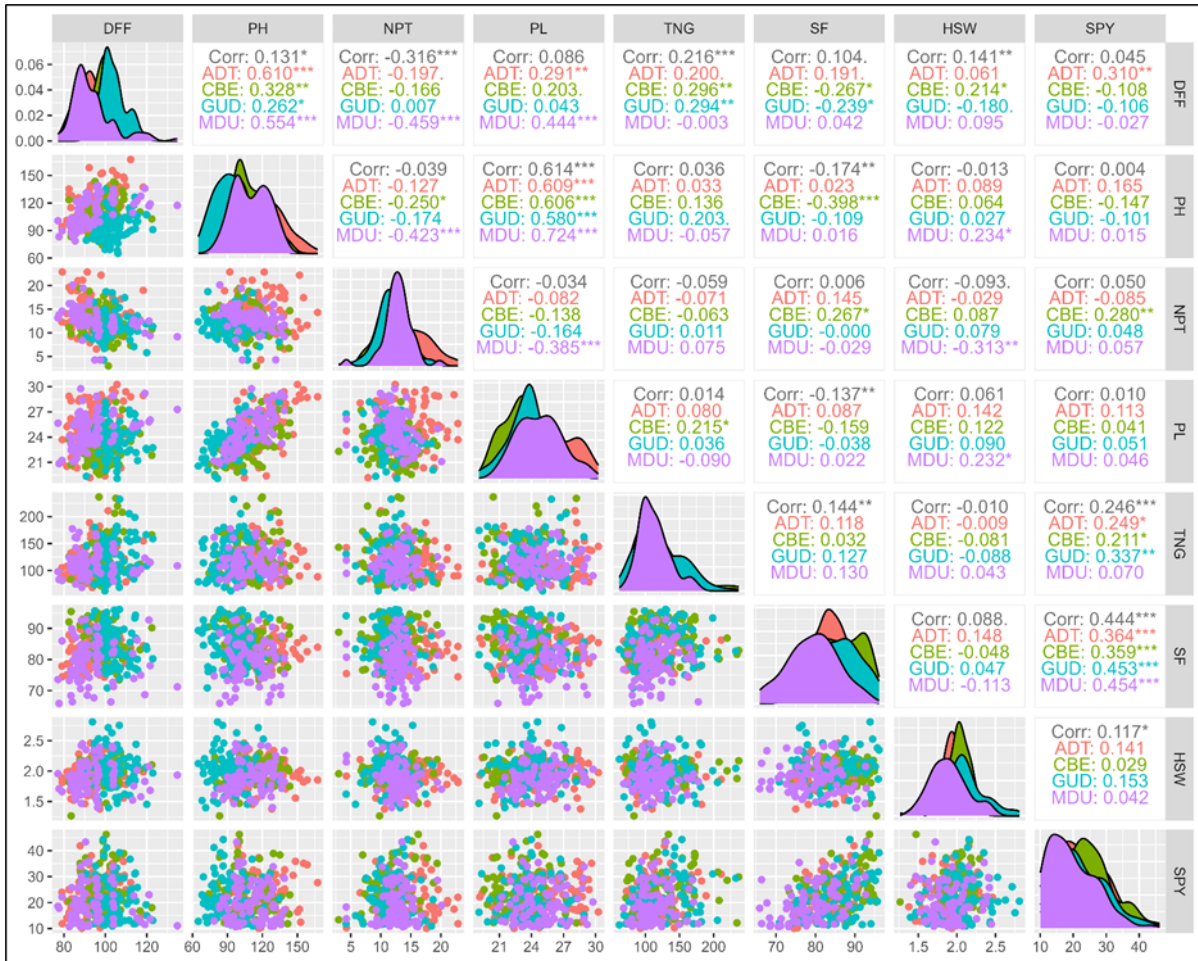 DFF PH NPT PL TNG SF HSW SPY
Corr: 0.131* Corr: -0.316*** Corr: 0.086 Corr: 0.216*** Corr: 0.104. Corr: 0.141** Corr: 0.045
ADT: 0.610*** ADT: -0.197. ADT: 0.291** ADT: 0.200. ADT: 0.191. ADT: 0.061 ADT: 0.310**
CBE: 0.328** CBE: -0.166 CBE: 0.203. CBE: 0.296** CBE: -0.267* CBE: 0.214* CBE: -0.108
GUD: 0.262* GUD: 0.007 GUD: 0.043 GUD: 0.294** GUD: -0.239* GUD: -0.180. GUD: -0.106
MDU: 0.554*** MDU: -0.459*** MDU: 0.444*** MDU: -0.003 MDU: 0.042 MDU: 0.095 MDU: -0.027
DFF
0.06
0.04
0.02
0.00
Corr: -0.039 Corr: 0.614*** Corr: 0.036 Corr: -0.174** Corr: -0.013 Corr: 0.004
ADT: -0.127 ADT: 0.609*** ADT: 0.033 ADT: 0.023 ADT: 0.089 ADT: 0.165
CBE: -0.250* CBE: 0.606*** CBE: 0.136 CBE: -0.398*** CBE: 0.064 CBE: -0.147
GUD: -0.174 GUD: 0.580*** GUD: 0.203. GUD: -0.109 GUD: 0.027 GUD: -0.101
MDU: -0.423*** MDU: 0.724*** MDU: -0.057 MDU: 0.016 MDU: 0.234* MDU: 0.015
PH
150
120
90
60
Corr: -0.034 Corr: -0.059 Corr: 0.006 Corr: -0.093. Corr: 0.050
ADT: -0.082 ADT: -0.071 ADT: 0.145 ADT: -0.029 ADT: -0.085
CBE: -0.138 CBE: -0.063 CBE: 0.267* CBE: 0.087 CBE: 0.280**
GUD: -0.164 GUD: 0.011 GUD: -0.000 GUD: 0.079 GUD: 0.048
MDU: -0.385*** MDU: 0.075 MDU: -0.029 MDU: -0.313** MDU: 0.057
NPT
20
15
10
5
Corr: 0.014 Corr: -0.137** Corr: 0.061 Corr: 0.010
ADT: 0.080 ADT: 0.087 ADT: 0.142 ADT: 0.113
CBE: 0.215* CBE: -0.159 CBE: 0.122 CBE: 0.041
GUD: 0.036 GUD: -0.038 GUD: 0.090 GUD: 0.051
MDU: -0.090 MDU: 0.022 MDU: 0.232* MDU: 0.046
PL
30
27
24
21
Corr: 0.144** Corr: -0.010 Corr: 0.246***
ADT: 0.118 ADT: -0.009 ADT: 0.249*
CBE: 0.032 CBE: -0.081 CBE: 0.211*
GUD: 0.127 GUD: -0.088 GUD: 0.337**
MDU: 0.130 MDU: 0.043 MDU: 0.070
TNG
200
150
100
Corr: 0.088. Corr: 0.444***
ADT: 0.148 ADT: 0.364***
CBE: -0.048 CBE: 0.359***
GUD: 0.047 GUD: 0.453***
MDU: -0.113 MDU: 0.454***
SF
90
80
70
Corr: 0.117*
ADT: 0.141
CBE: 0.029
GUD: 0.153
MDU: 0.042
HSW
2.5
2.0
1.5
SPY
40
30
20
10
80 100 120 60 90 120 150 5 10 15 20 21 24 27 30 100 150 200 70 80 90 1.5 2.0 2.5 10 20 30 40